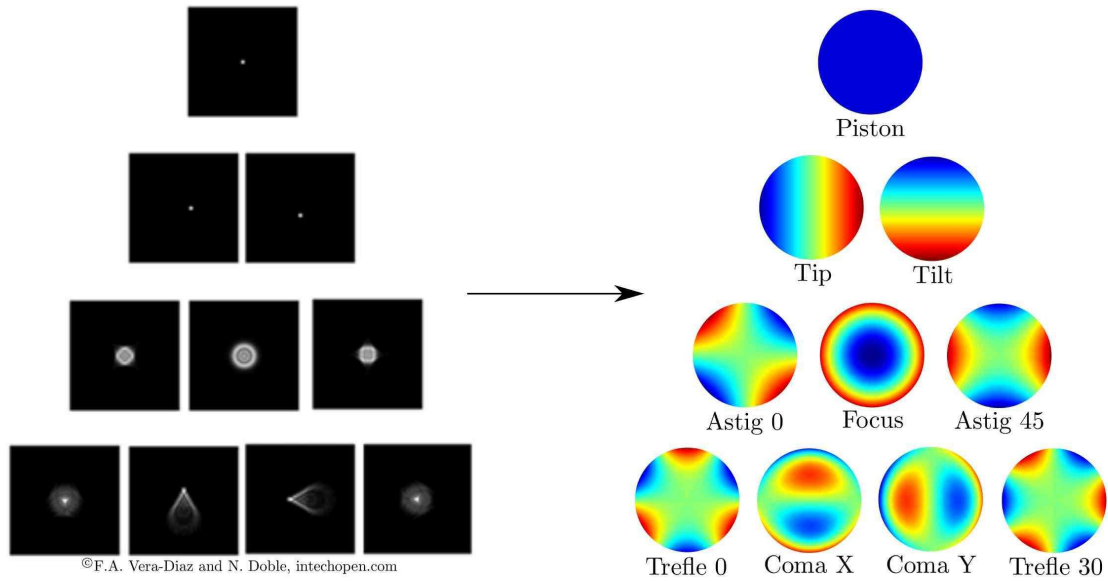 Piston
Tip Tilt
Astig 0 Focus Astig 45
©F.A. Vera-Diaz and N. Doble, intechopen.com
Trefle 0 Coma X Coma Y Trefle 30